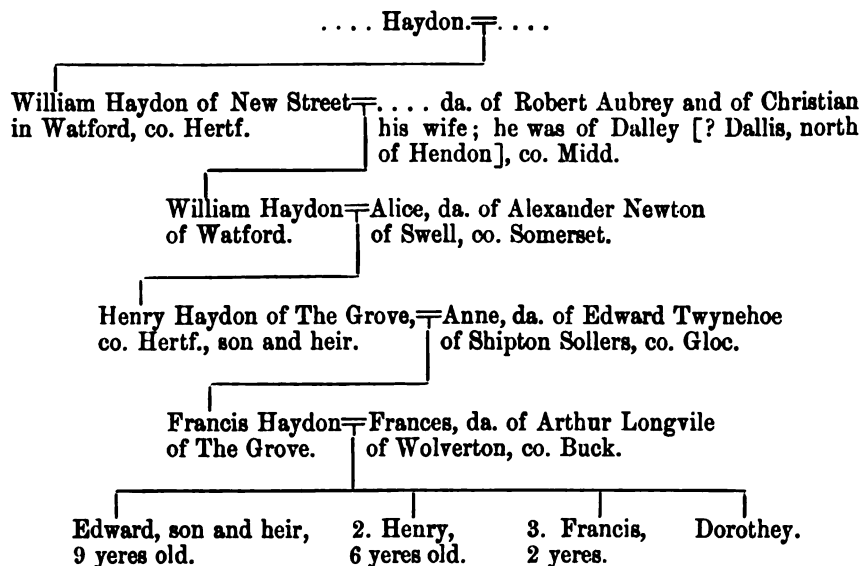 .... Haydon.=....
William Haydon of New Street=.... da. of Robert Aubrey and of Christian
in Watford, co. Hertf. his wife; he was of Dalley [? Dallis, north
of Hendon], co. Midd.
William Haydon=Alice, da. of Alexander Newton
of Watford. of Swell, co. Somerset.
Henry Haydon of The Grove,=Anne, da. of Edward Twynehoe
co. Hertf., son and heir. of Shipton Sollers, co. Gloc.
Francis Haydon=Frances, da. of Arthur Longvile
of The Grove. of Wolverton, co. Buck.
Edward, son and heir, 2. Henry, 3. Francis, Dorothey.
9 yeres old. 6 yeres old. 2 yeres.